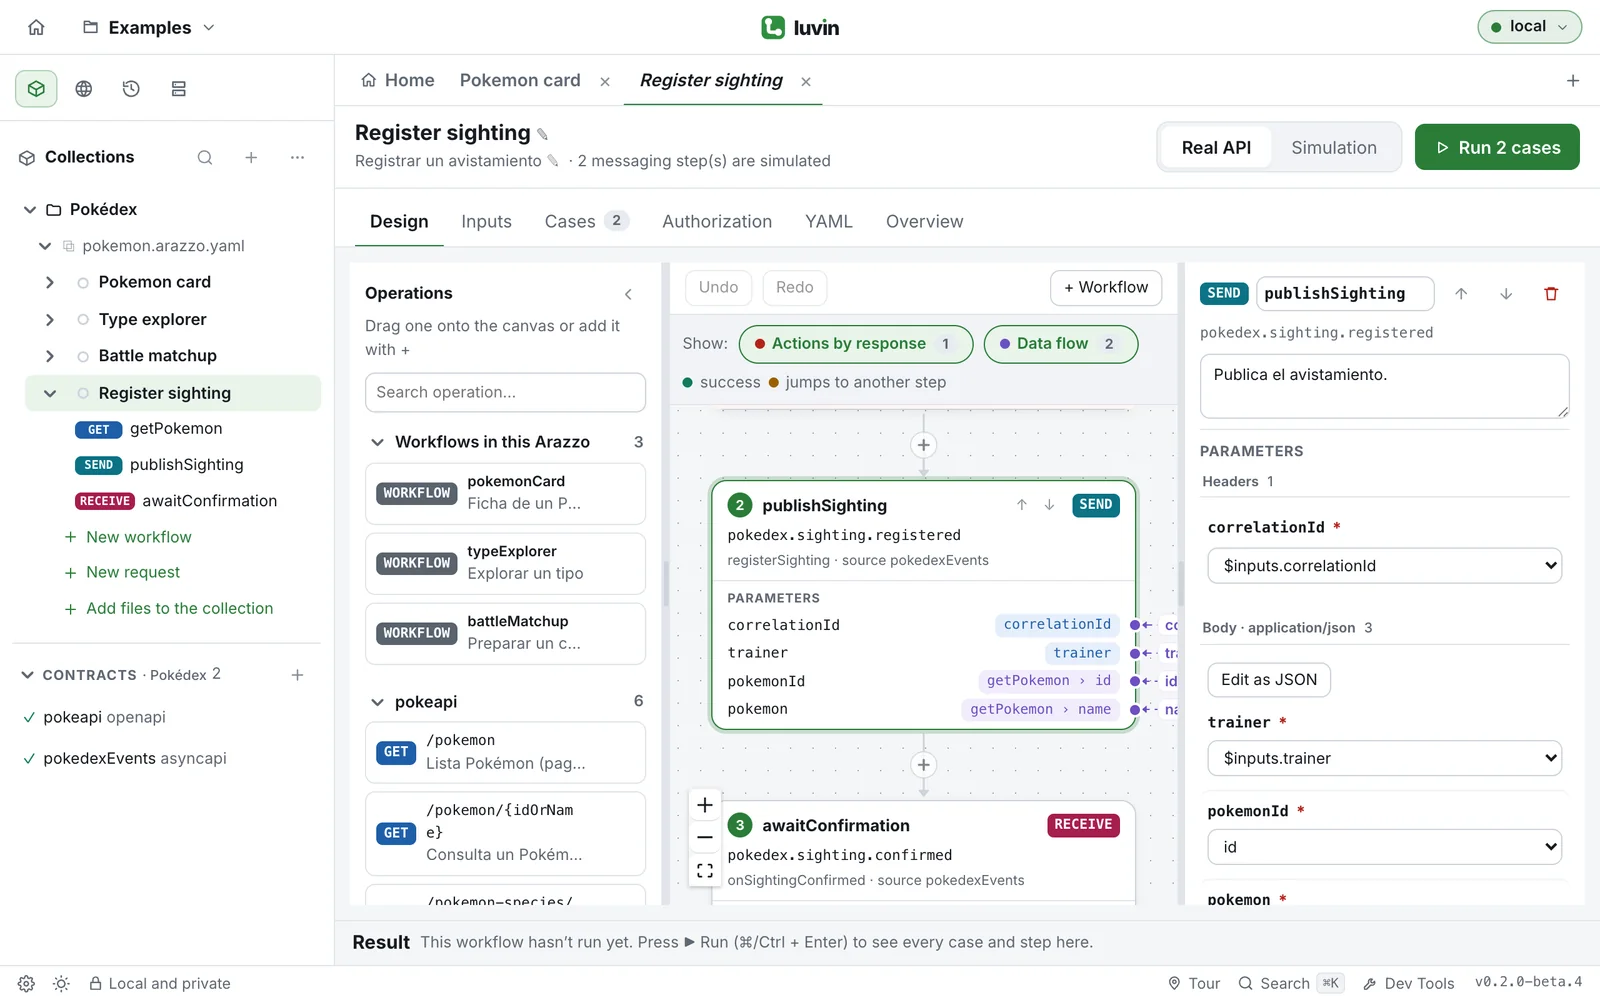 Examples
luvin
local
Home
Pokemon card
Register sighting
Collections
Pokédex
pokemon.arazzo.yaml
Pokemon card
Type explorer
Battle matchup
Register sighting
GET getPokemon
SEND publishSighting
RECEIVE awaitConfirmation
+ New workflow
+ New request
+ Add files to the collection
CONTRACTS · Pokédex 2
pokeapi openapi
pokedexEvents asyncapi
Register sighting
Registrar un avistamiento · 2 messaging step(s) are simulated
Real API
Simulation
Run 2 cases
Design
Inputs
Cases 2
Authorization
YAML
Overview
Operations
Drag one onto the canvas or add it
with +
Search operation...
Workflows in this Arazzo 3
WORKFLOW
pokemonCard
Ficha de un P...
WORKFLOW
typeExplorer
Explorar un tipo
WORKFLOW
battleMatchup
Preparar un c...
pokeapi 6
GET
/pokemon
Lista Pokémon (pag...
GET
/pokemon/{idOrNam
e}
Consulta un Pokém...
/pokemon-species/
Undo
Redo
+ Workflow
Show:
Actions by response 1
Data flow 2
success
jumps to another step
2 publishSighting SEND
pokedex.sighting.registered
registerSighting · source pokedexEvents
PARAMETERS
correlationId correlationId co
trainer trainer tra
pokemonId getPokemon › id id
pokemon getPokemon › name na
3 awaitConfirmation RECEIVE
pokedex.sighting.confirmed
onSightingConfirmed · source pokedexEvents
SEND publishSighting
pokedex.sighting.registered
Publica el avistamiento.
PARAMETERS
Headers 1
correlationId *
$inputs.correlationId
Body · application/json 3
Edit as JSON
trainer *
$inputs.trainer
pokemonId *
id
pokemon *
Result This workflow hasn't run yet. Press ▶ Run (⌘/Ctrl + Enter) to see every case and step here.
Local and private
Tour
Search ⌘K
Dev Tools
v0.2.0-beta.4